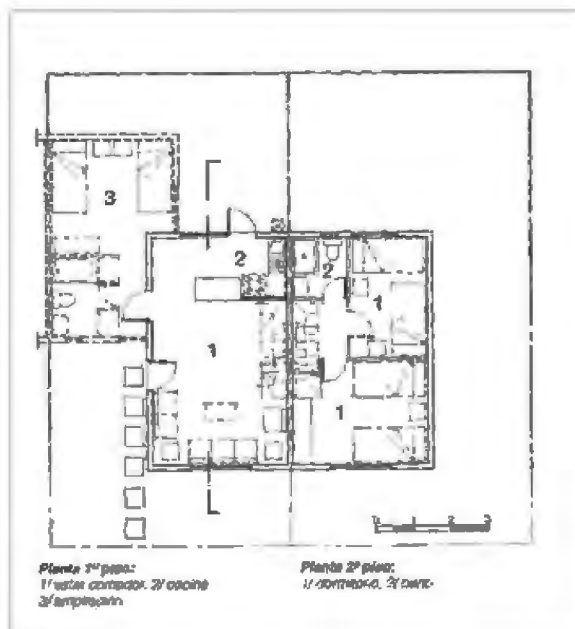 3
2
2
1
1
1
Planta 1er piso:
1/ estar comedor. 2/ cocina
3/
Planta 2º piso:
1/ dormitorio. 2/